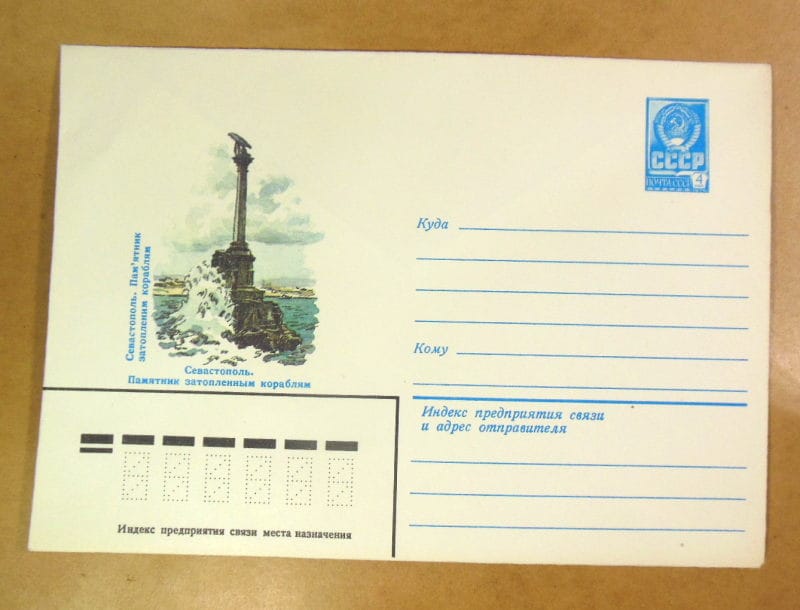 СССР
4
ПОЧТА СССР
Куда
Севастополь. Пам'ятник
затопленим кораблям
Кому
Севастополь.
Памятник затопленным кораблям
Индекс предприятия связи
и адрес отправителя
Индекс предприятия связи места назначения